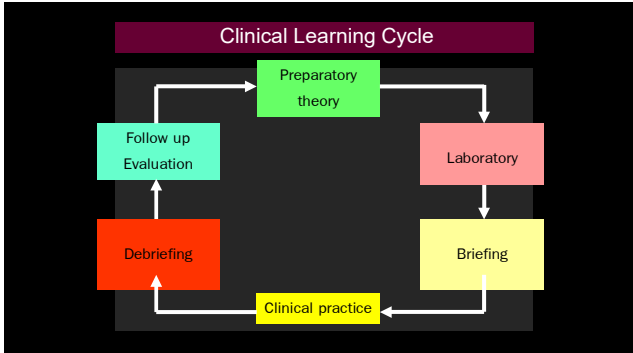 Clinical Learning Cycle
Preparatory
theory
Laboratory
Briefing
Clinical practice
Debriefing
Follow up
Evaluation